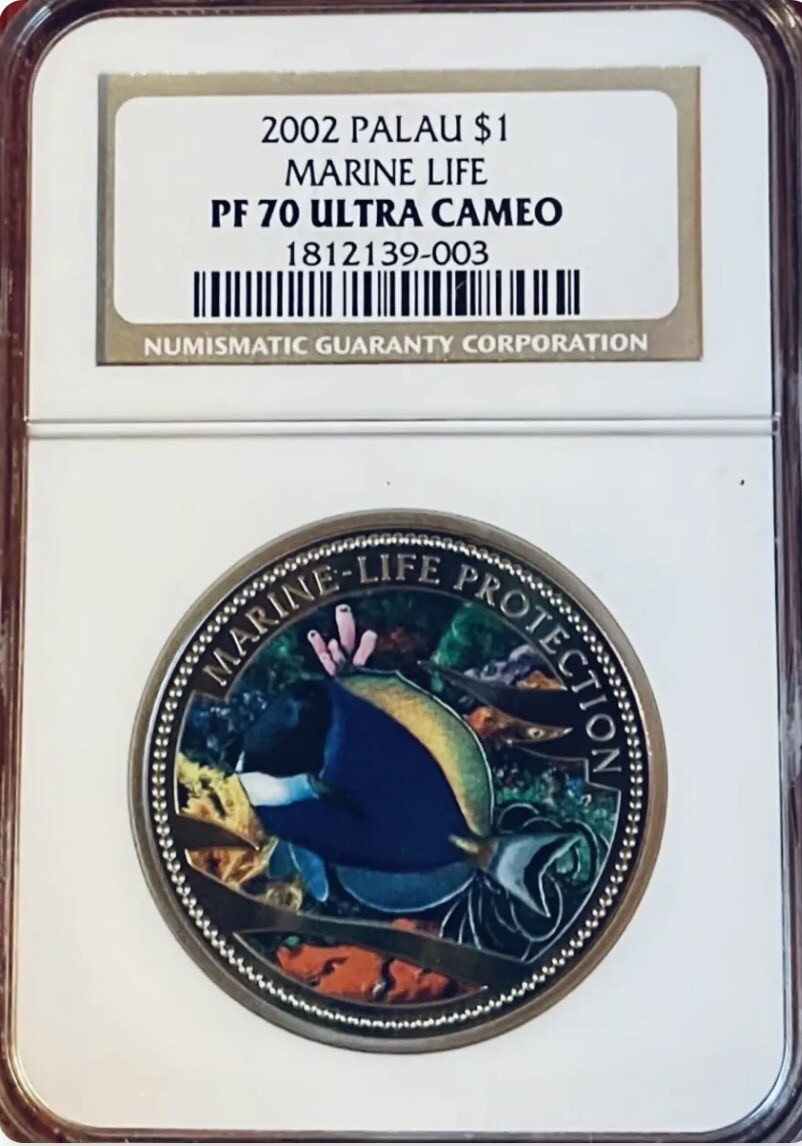 2002 PALAU $1
MARINE LIFE
PF 70 ULTRA CAMEO
1812139-003
NUMISMATIC GUARANTY CORPORATION
MARINE-LIFE PROTECTION